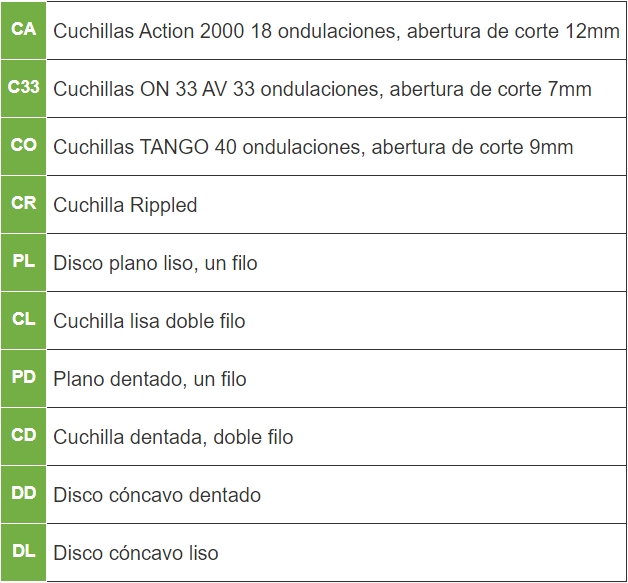 CA Cuchillas Action 2000 18 ondulaciones, abertura de corte 12mm
C33 Cuchillas ON 33 AV 33 ondulaciones, abertura de corte 7mm
CO Cuchillas TANGO 40 ondulaciones, abertura de corte 9mm
CR Cuchilla Rippled
PL Disco plano liso, un filo
CL Cuchilla lisa doble filo
PD Plano dentado, un filo
CD Cuchilla dentada, doble filo
DD Disco cóncavo dentado
DL Disco cóncavo liso